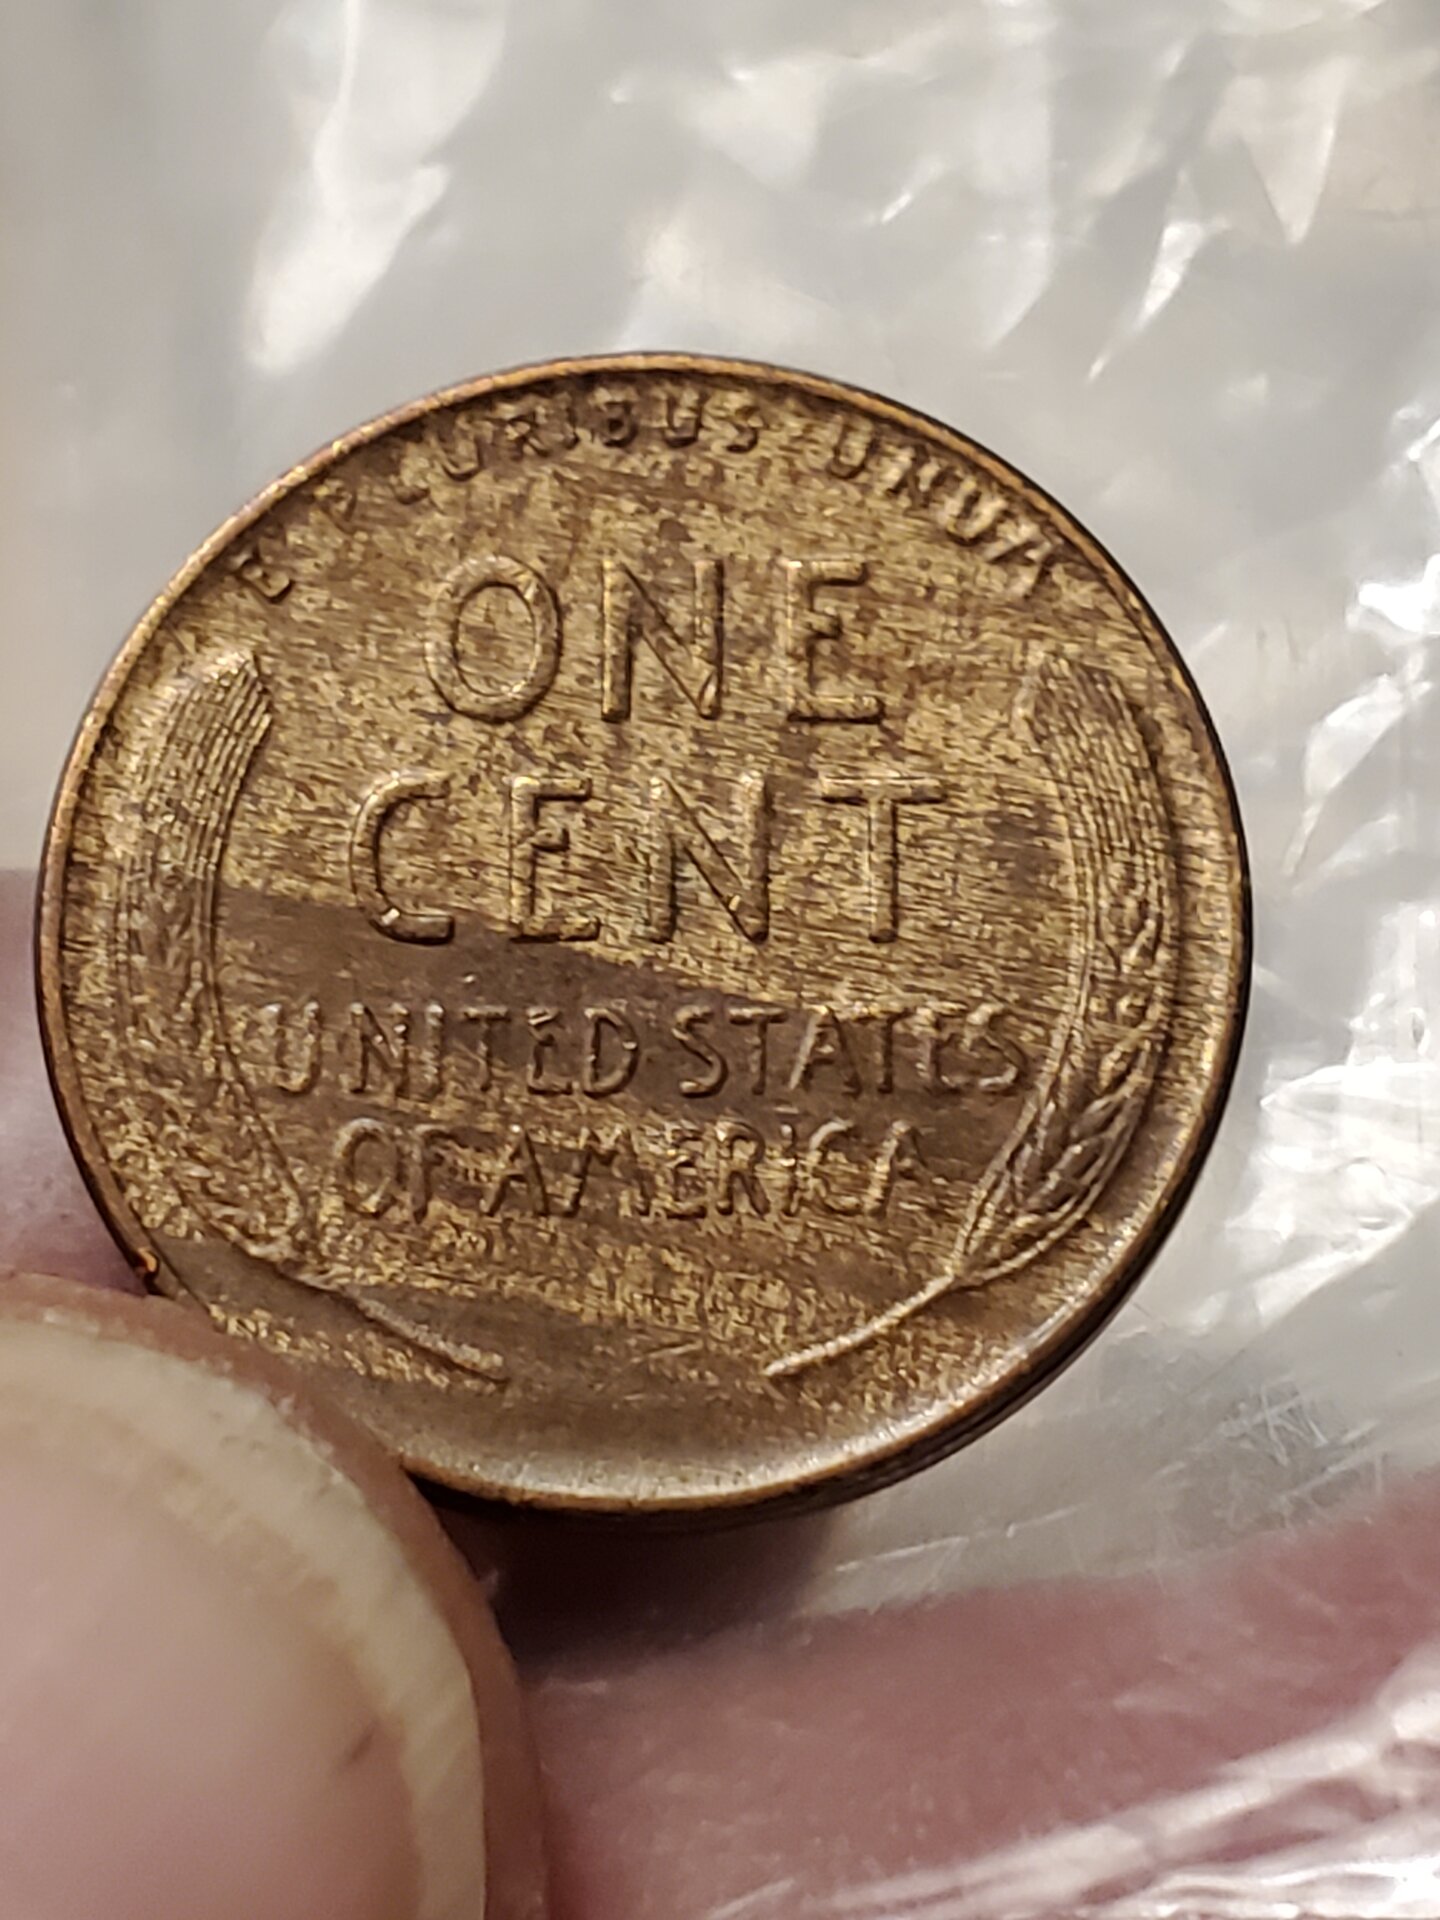 E PLURIBUS UNUM
ONE
CENT
UNITED STATES
OF AMERICA